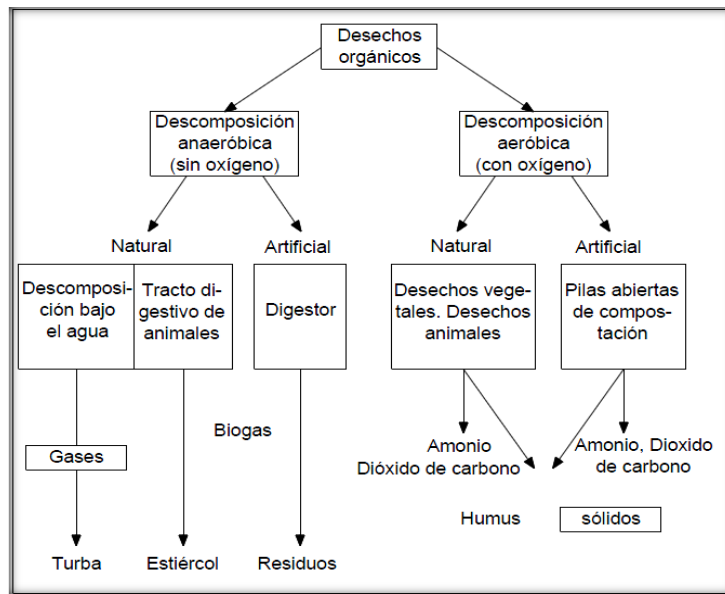 Desechos
orgánicos
Descomposición
anaeróbica
(sin oxígeno)
Descomposición
aeróbica
(con oxígeno)
Natural
Artificial
Natural
Artificial
Descomposi-
ción bajo
el agua
Tracto di-
gestivo de
animales
Digestor
Desechos vege-
tales. Desechos
animales
Pilas abiertas
de compos-
tación
Biogas
Gases
Amonio
Dióxido de carbono
Amonio, Dioxido
de carbono
Humus
sólidos
Turba
Estiércol
Residuos